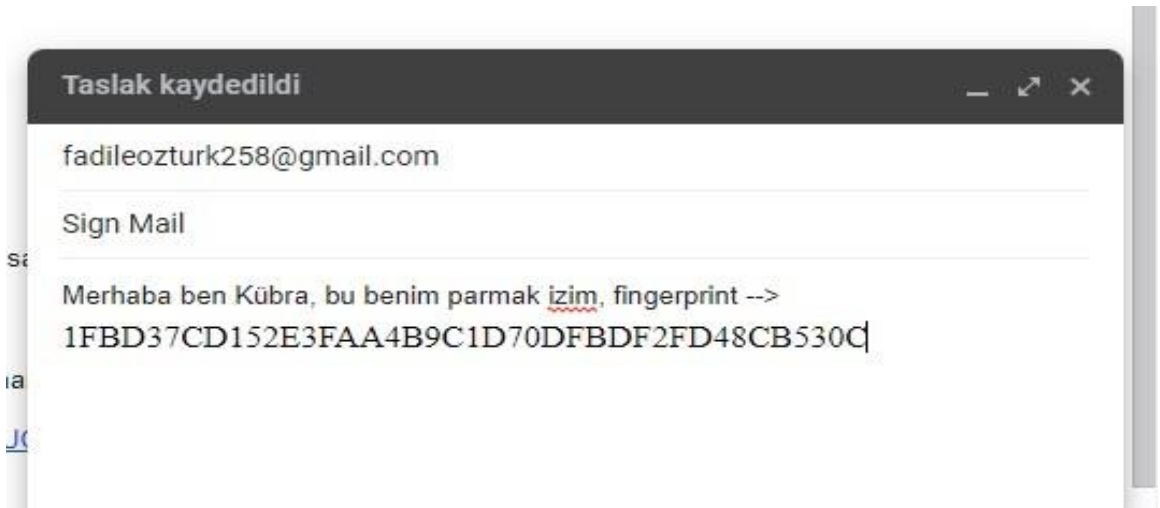 Taslak kaydedildi
fadileozturk258@gmail.com
Sign Mail
Merhaba ben Kübra, bu benim parmak izim, fingerprint -->
1FBD37CD152E3FAA4B9C1D70DFBDF2FD48CB530C